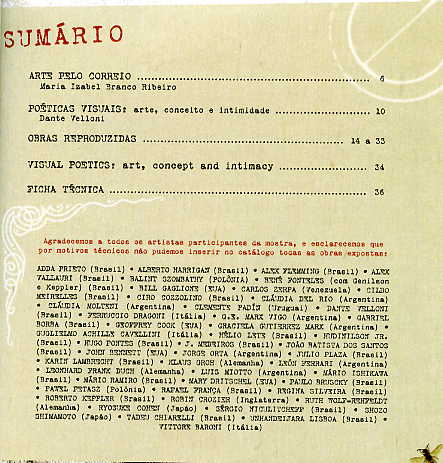 SUMÁRIO
ARTE PELO CORREIO ........................................................ 6
Maria Izabel Branco Ribeiro
POÉTICAS VISUAIS: arte, conceito e intimidade ........................ 10
Dante Velloni
OBRAS REPRODUZIDAS ................................................ 14 a 33
VISUAL POETICS: art, concept and intimacy ...................... 34
FICHA TÉCNICA ............................................................ 36
Agradecemos a todos os artistas participantes da mostra, e esclarecemos que
por motivos técnicos não pudemos inserir no catálogo todas as obras expostas:
ADDA PRIETO (Brasil) • ALBERTO HARRIGAN (Brasil) • ALEX FLEMMING (Brasil) • ALEX
VALLAURI (Brasil) • BALINT SZOMBATHY (POLÔNIA) • RENÉ FONTELES (com Genilson
e Keppler) (Brasil) • BILL GAGLIONE (EUA) • CARLOS ZERPA (Venezuela) • CILDO
MEIRELLES (Brasil) • CIRO COZZOLINO (Brasil) • CLÁUDIA DEL RIO (Argentina)
• CLÁUDIA MOLTENI (Argentina) • CLEMENTE PADÍN (Uruguai) • DANTE VELLONI
(Brasil) • FERRUCCIO DRAGONI (Itália) • G.E. MARX VIGO (Argentina) • GABRIEL
BORBA (Brasil) • GEOFFREY COOK (EUA) • GRACIELA GUTIERREZ MARX (Argentina) •
GUGLIELMO ACHILLE CAVELLINI (Itália) • HÉLIO LETE (Brasil) • HUDINILSON JR.
(Brasil) • HUGO PONTES (Brasil) • J. MEDEIROS (Brasil) • JOÃO BATISTA DOS SANTOS
(Brasil) • JOHN BENNETT (EUA) • JORGE ORTA (Argentina) • JULIO PLAZA (Brasil)
• KARIN LAMBRECHT (Brasil) • KLAUS GROH (Alemanha) • LEÓN FERRARI (Argentina)
• LEONHARD FRANK DUCH (Alemanha) • LUIS MIOTTO (Argentina) • MÁRIO ISHIKAWA
(Brasil) • MÁRIO RAMIRO (Brasil) • MARY DRITSCHEL (EUA) • PAULO BRUSCKY (Brasil)
• PAVEL PETASZ (Polônia) • RAFAEL FRANÇA (Brasil) • REGINA SILVEIRA (Brasil)
• ROBERTO KEPPLER (Brasil) • ROBIN CROZIER (Inglaterra) • RUTH WOLF-REHFELDT
(Alemanha) • RYOSUKE COHEN (Japão) • SÉRGIO NICULITCHEFF (Brasil) • SHOZO
SHIMAMOTO (Japão) • TADEU CHIARELLI (Brasil) • UNHANDEIJARA LISBOA (Brasil) •
VITTORE BARONI (Itália)